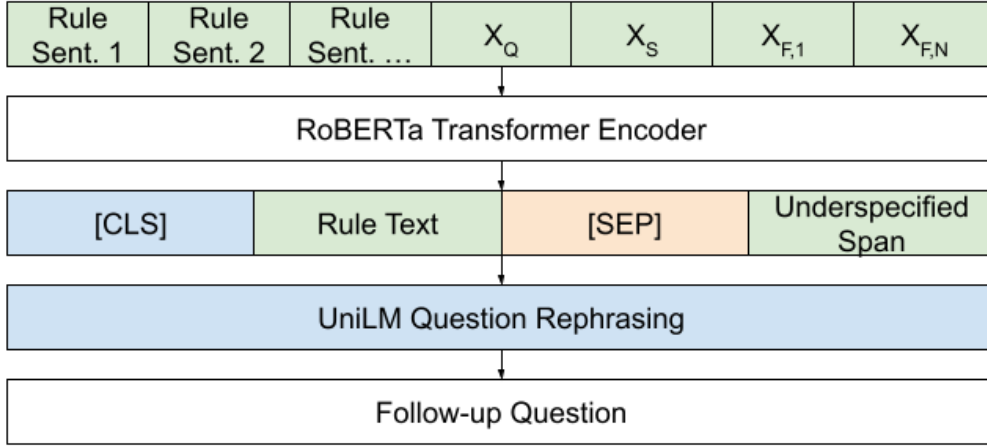 Rule Sent. 1
Rule Sent. 2
Rule Sent. ...
X_Q
X_S
X_F,1
X_F,N
RoBERTa Transformer Encoder
[CLS]
Rule Text
[SEP]
Underspecified Span
UniLM Question Rephrasing
Follow-up Question